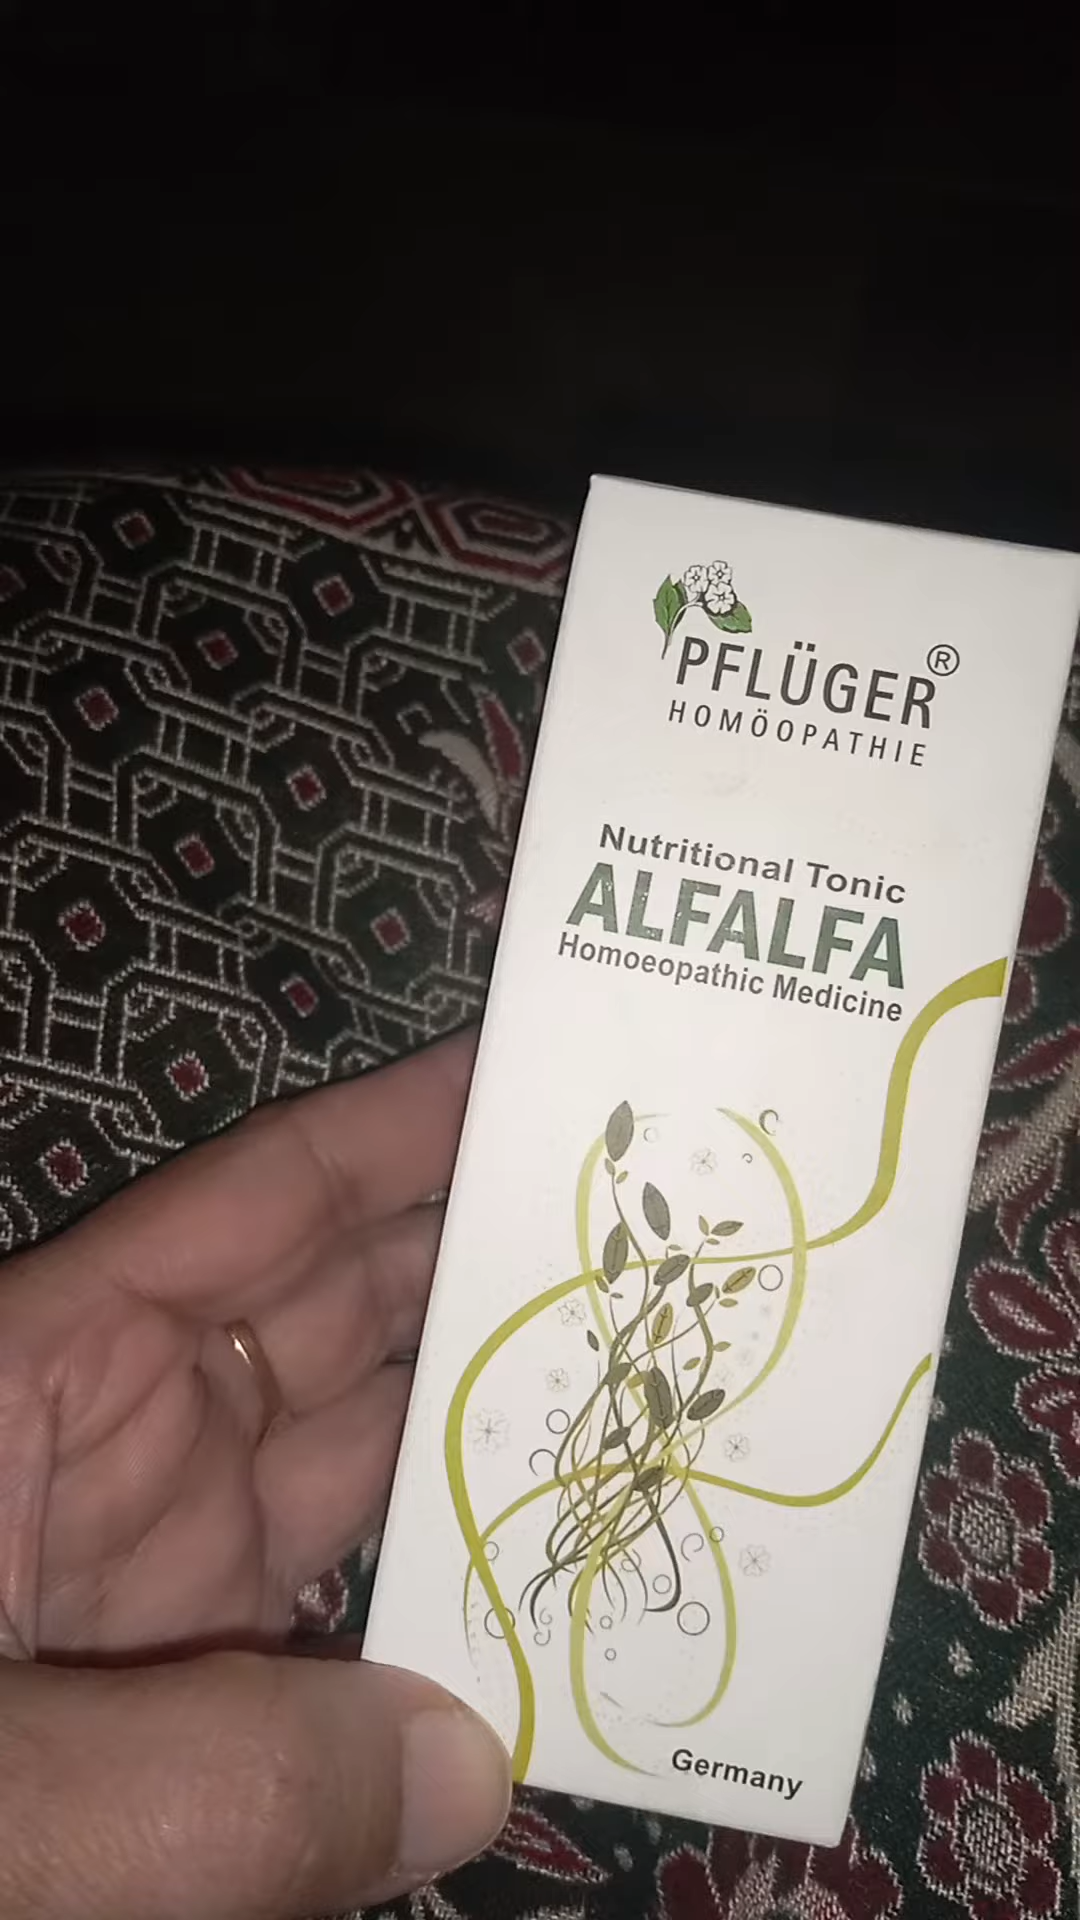 PFLÜGER®
HOMÖOPATHIE
Nutritional Tonic
ALFALFA
Homoeopathic Medicine
Germany